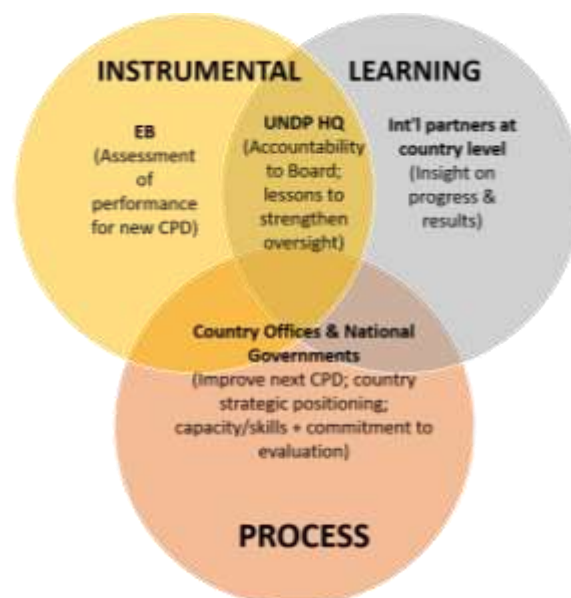 INSTRUMENTAL
LEARNING
EB
(Assessment
of
performance
for new CPD)
UNDP HQ
(Accountability
to Board;
lessons to
strengthen
oversight)
Int'l partners at
country level
(Insight on
progress &
results)
Country Offices & National
Governments
(Improve next CPD; country
strategic positioning;
capacity/skills + commitment to
evaluation)
PROCESS